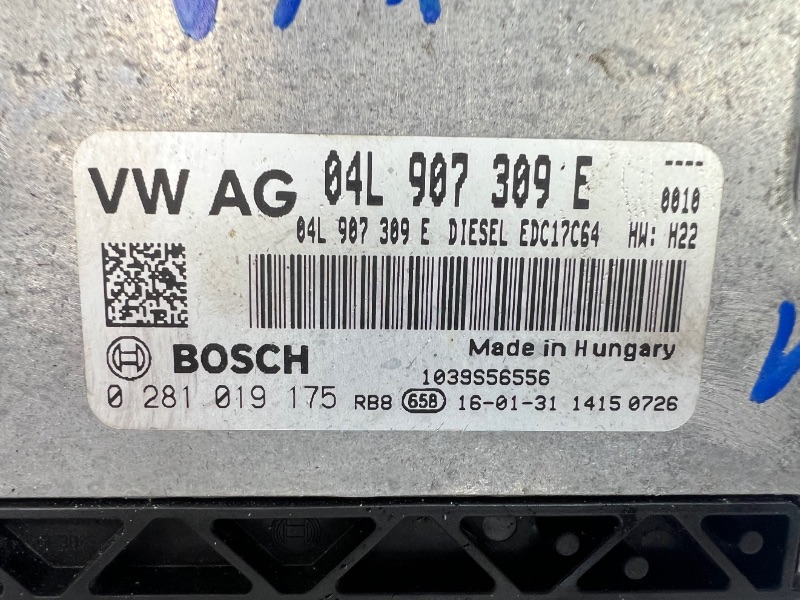 VW AG 04L 907 309 E ----
0010
04L 907 309 E DIESEL EDC17C64 HW: H22
BOSCH Made in Hungary
1039S56556
0 281 019 175 RB8 658 16-01-31 1415 0726